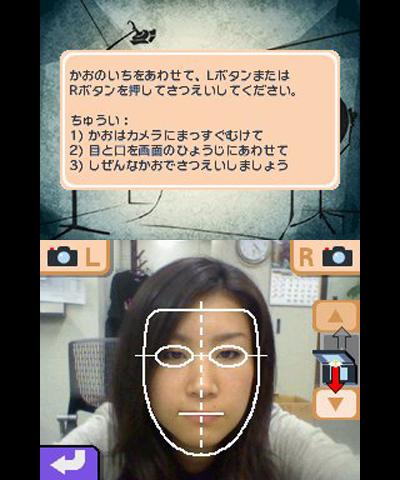 かおのいちをあわせて、Lボタンまたは
Rボタンを押してさつえいしてください。
ちゅうい：
1) かおはカメラにまっすぐむけて
2) 目と口を画面のひょうじにあわせて
3) しぜんなかおでさつえいしましょう
L
R